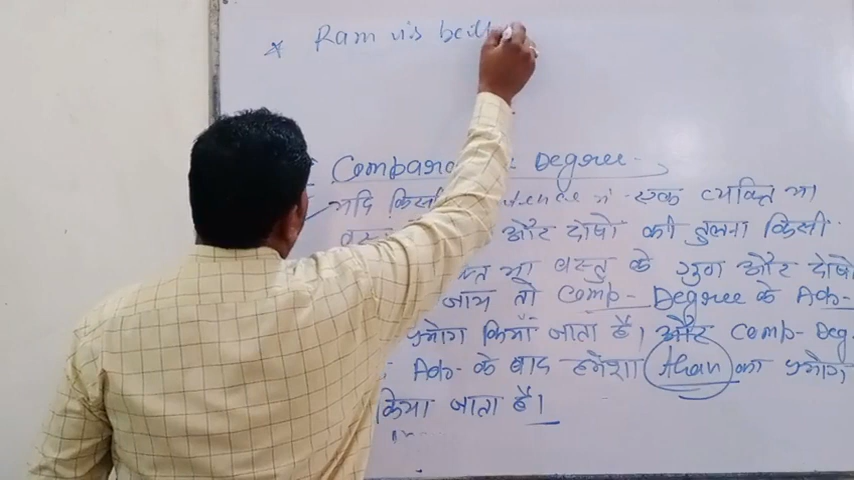 * Ram is
Comparative Degree -
यदि किसी Sentence में एक व्यक्ति या
और दोषों की तुलना किसी
या वस्तु के गुण और दोषों
जाय तो Comp- Degree के Adj-
प्रयोग किया जाता है। और Comp- Deg.
Adj- के बाद हमेशा than का प्रयोग
किया जाता है।